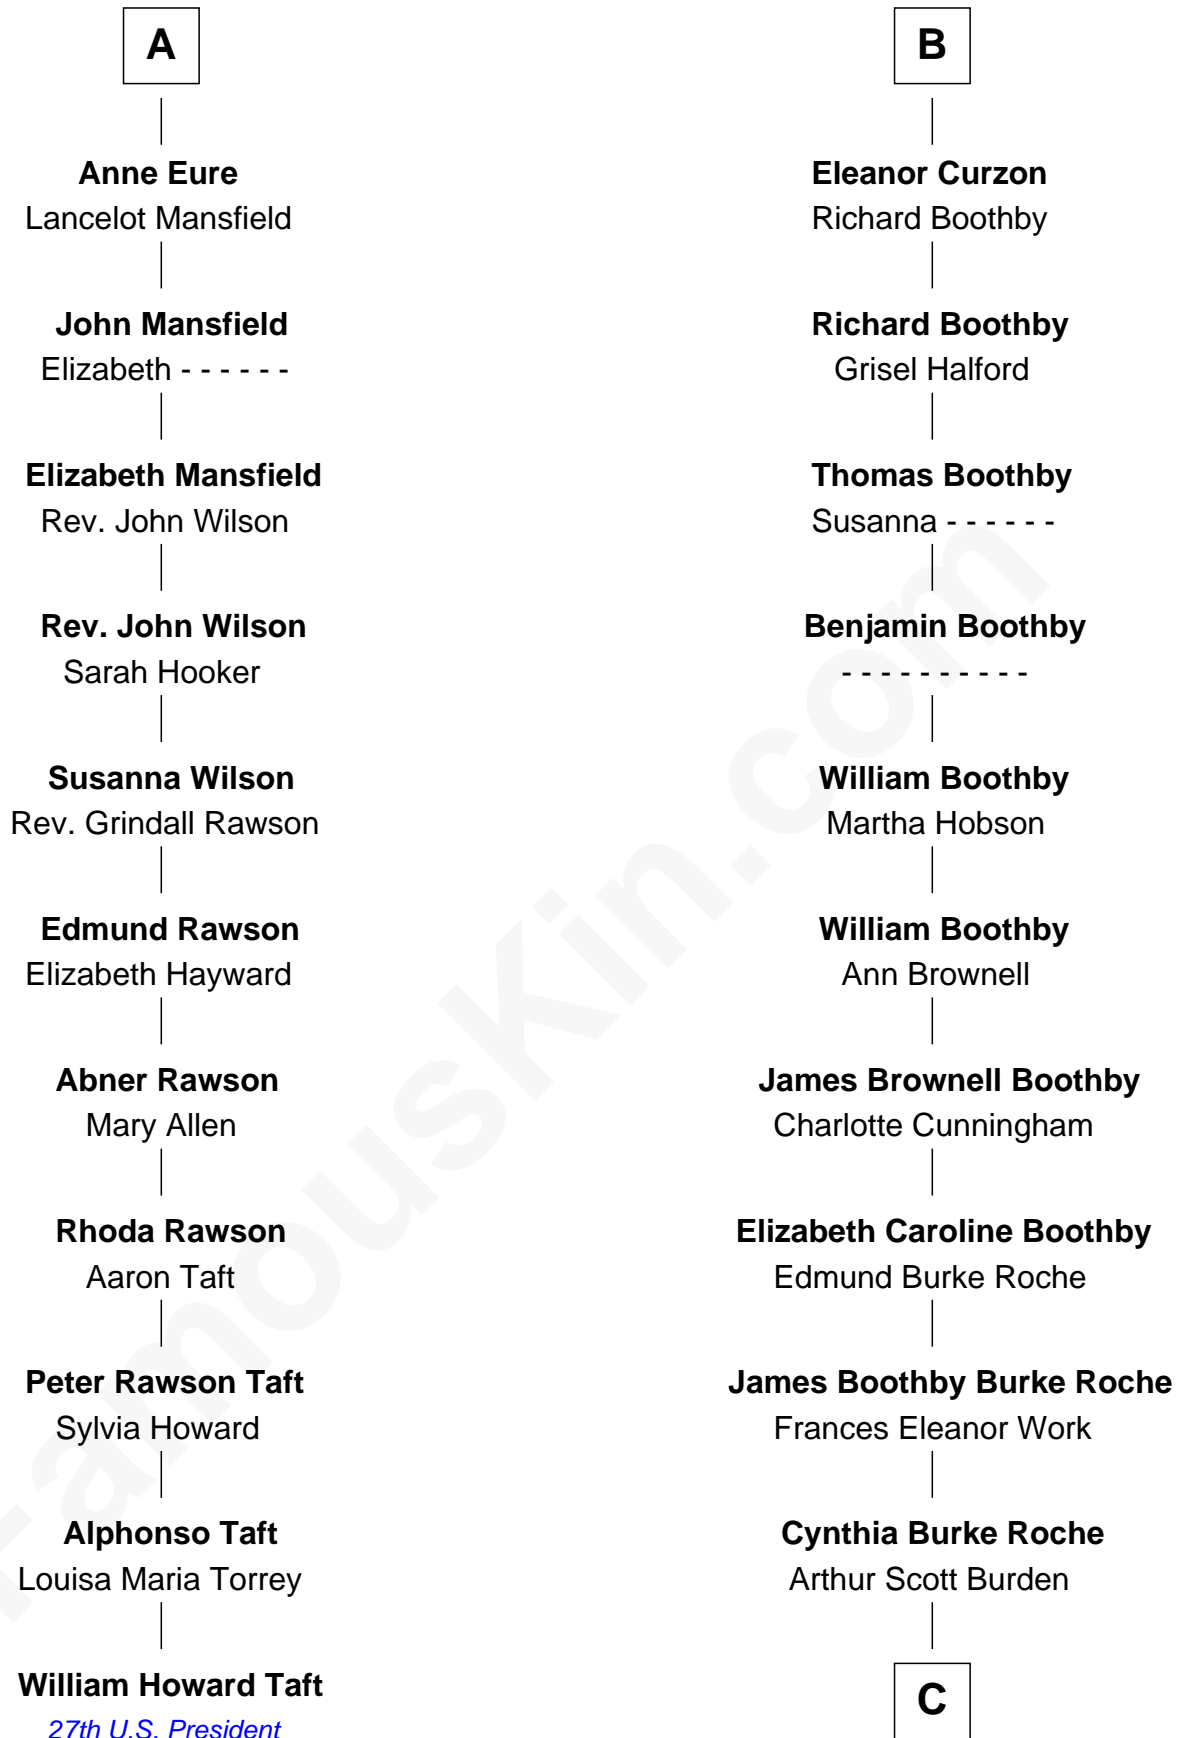 A
Anne Eure
Lancelot Mansfield
John Mansfield
Elizabeth - - - - - -
Elizabeth Mansfield
Rev. John Wilson
Rev. John Wilson
Sarah Hooker
Susanna Wilson
Rev. Grindall Rawson
Edmund Rawson
Elizabeth Hayward
Abner Rawson
Mary Allen
Rhoda Rawson
Aaron Taft
Peter Rawson Taft
Sylvia Howard
Alphonso Taft
Louisa Maria Torrey
William Howard Taft
27th U.S. President
B
Eleanor Curzon
Richard Boothby
Richard Boothby
Grisel Halford
Thomas Boothby
Susanna - - - - - -
Benjamin Boothby
- - - - - - - - - -
William Boothby
Martha Hobson
William Boothby
Ann Brownell
James Brownell Boothby
Charlotte Cunningham
Elizabeth Caroline Boothby
Edmund Burke Roche
James Boothby Burke Roche
Frances Eleanor Work
Cynthia Burke Roche
Arthur Scott Burden
C
FamousKin.com